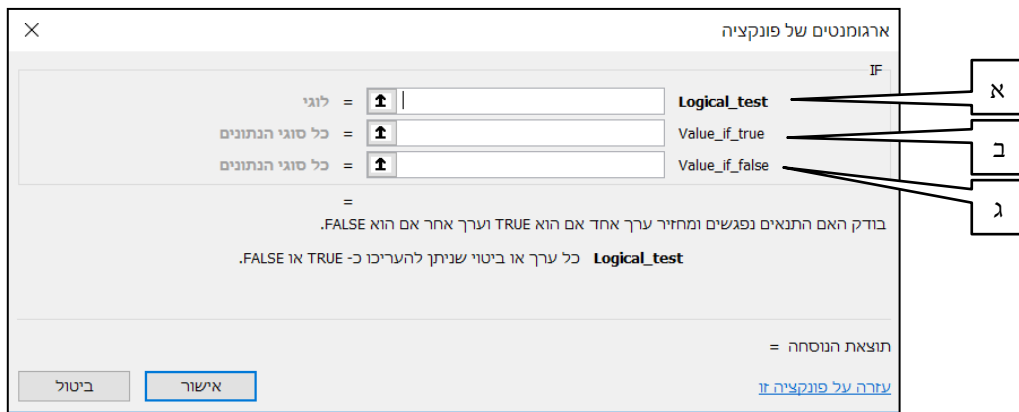 ארגומנטים של פונקציה
IF
א
Logical_test = לוגי
Value_if_true = כל סוגי הנתונים
ב
Value_if_false = כל סוגי הנתונים
ג
=
בודק האם התנאים נפגשים ומחזיר ערך אחד אם הוא TRUE וערך אחר אם הוא FALSE.
Logical_test כל ערך או ביטוי שניתן להעריכו כ- TRUE או FALSE.
תוצאת הנוסחה =
עזרה על פונקציה זו
אישור
ביטול